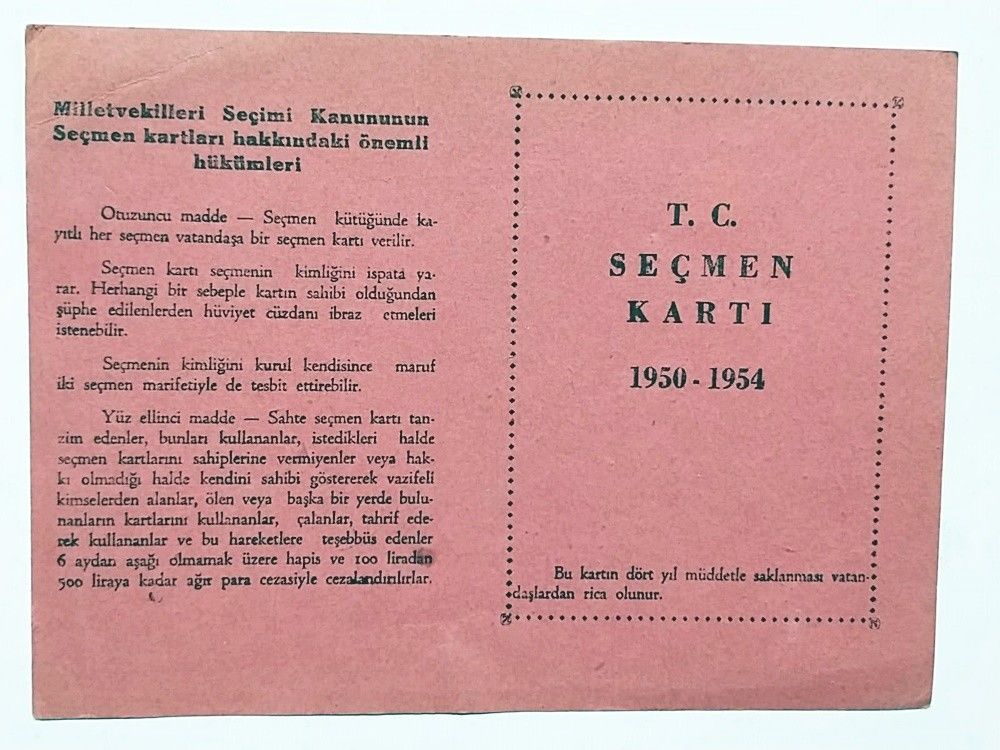 Milletvekilleri Seçimi Kanununun
Seçmen kartları hakkındaki önemli
hükümleri
Otuzuncu madde — Seçmen kütüğünde ka-
yıtlı her seçmen vatandaşa bir seçmen kartı verilir.
Seçmen kartı seçmenin kimliğini ispata ya-
rar. Herhangi bir sebeple kartın sahibi olduğundan
şüphe edilenlerden hüviyet cüzdanı ibraz etmeleri
istenebilir.
Seçmenin kimliğini kurul kendisince maruf
iki seçmen marifetiyle de tesbit ettirebilir.
Yüz ellinci madde — Sahte seçmen kartı tan-
zim edenler, bunları kullananlar, istedikleri halde
seçmen kartlarını sahiplerine vermiyenler veya hak-
kı olmadığı halde kendini sahibi göstererek vazifeli
kimselerden alanlar, ölen veya başka bir yerde bulu-
nanların kartlarını kullananlar, çalanlar, tahrif ede-
rek kullananlar ve bu hareketlere teşebbüs edenler
6 aydan aşağı olmamak üzere hapis ve 100 liradan
500 liraya kadar ağır para cezasiyle cezalandırılırlar.
T. C.
SEÇMEN
KARTI
1950 - 1954
Bu kartın dört yıl müddetle saklanması vatan-
daşlardan rica olunur.